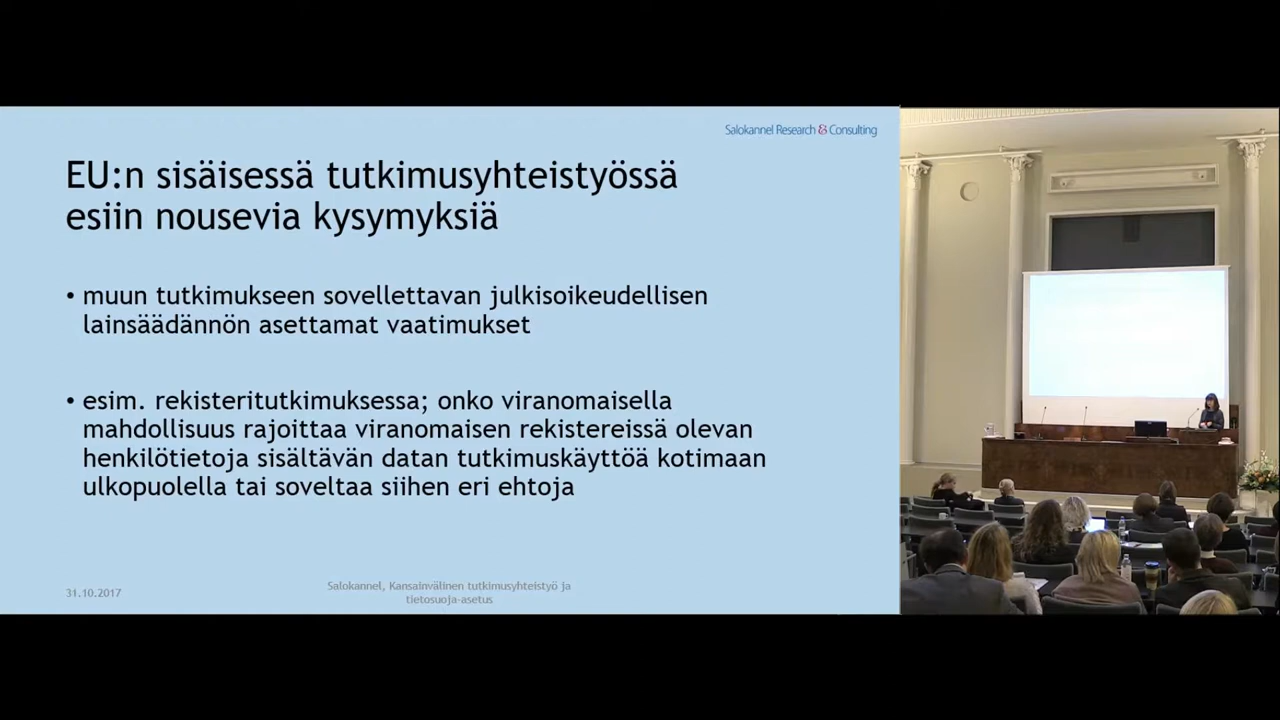 Salokannel Research & Consulting
EU:n sisäisessä tutkimusyhteistyössä
esiin nousevia kysymyksiä
• muun tutkimukseen sovellettavan julkisoikeudellisen
lainsäädännön asettamat vaatimukset
• esim. rekisteritutkimuksessa; onko viranomaisella
mahdollisuus rajoittaa viranomaisen rekistereissä olevan
henkilötietoja sisältävän datan tutkimuskäyttöä kotimaan
ulkopuolella tai soveltaa siihen eri ehtoja
31.10.2017
Salokannel, Kansainvälinen tutkimusyhteistyö ja
tietosuoja-asetus